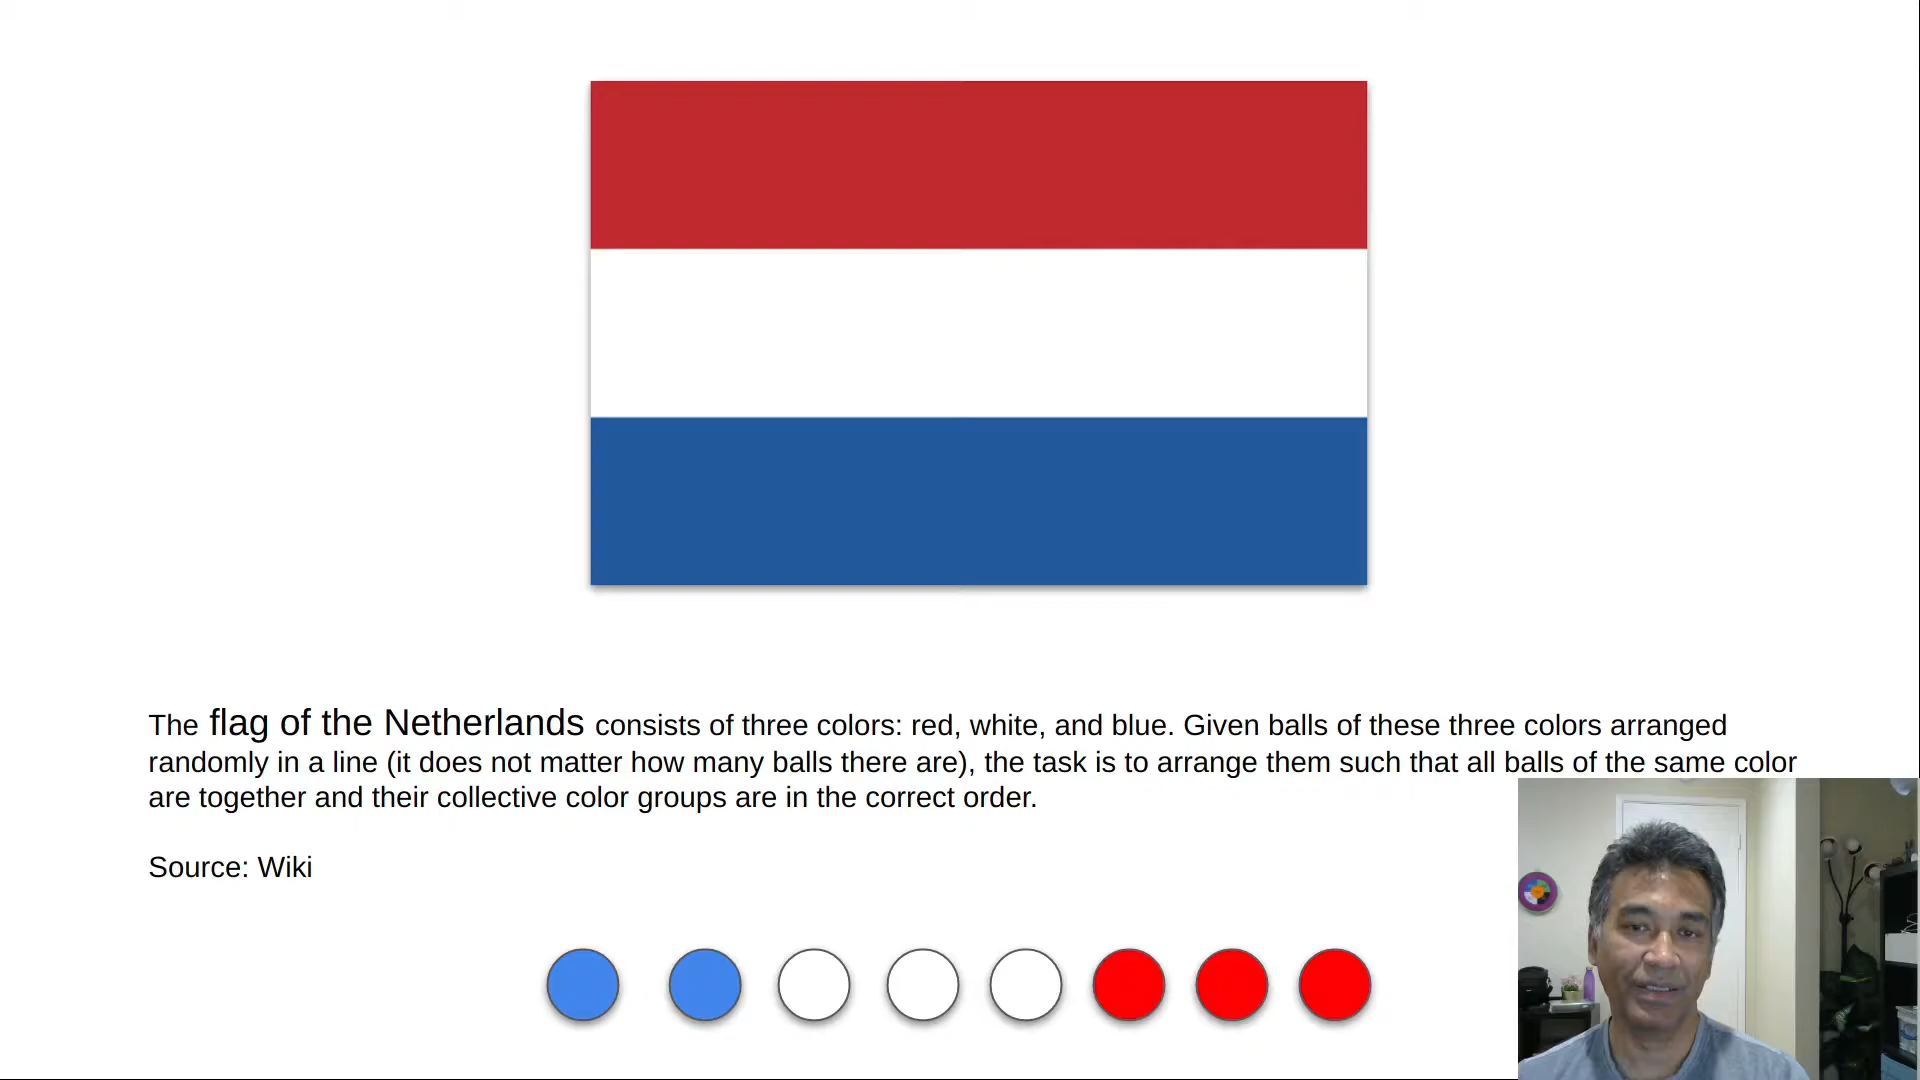 The flag of the Netherlands consists of three colors: red, white, and blue. Given balls of these three colors arranged
randomly in a line (it does not matter how many balls there are), the task is to arrange them such that all balls of the same color
are together and their collective color groups are in the correct order.
Source: Wiki